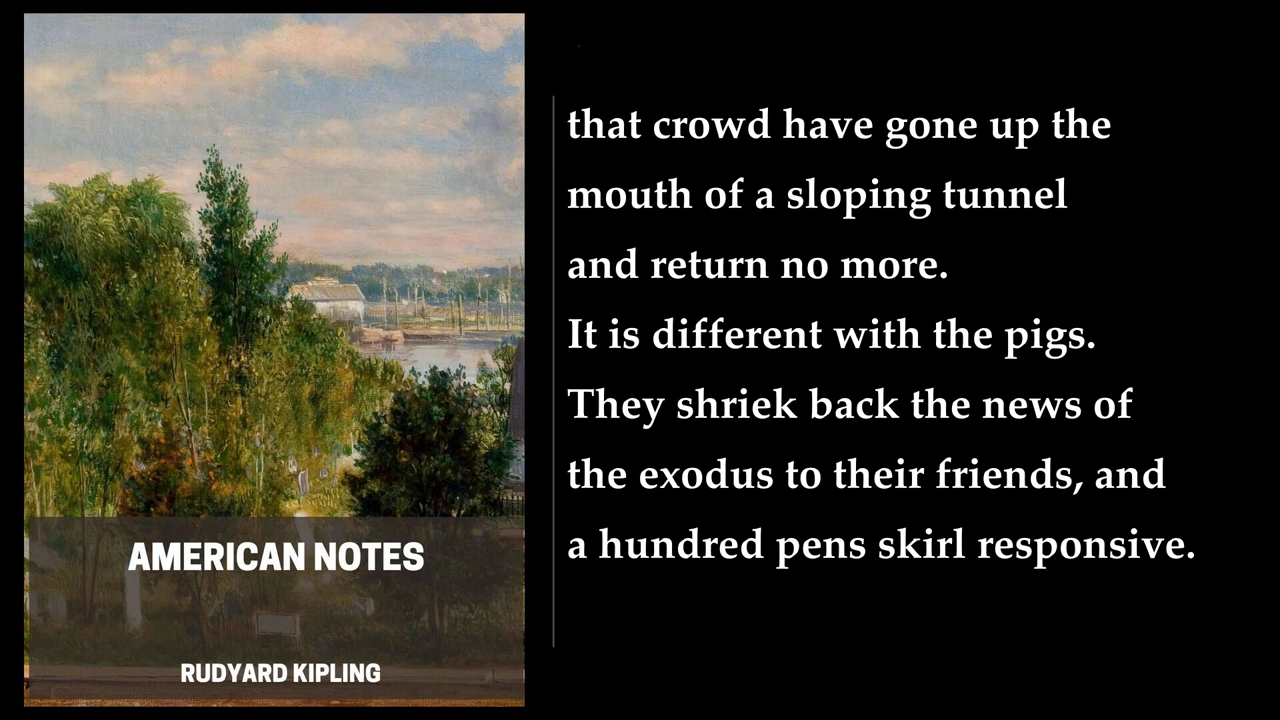 AMERICAN NOTES
RUDYARD KIPLING
that crowd have gone up the
mouth of a sloping tunnel
and return no more.
It is different with the pigs.
They shriek back the news of
the exodus to their friends, and
a hundred pens skirl responsive.